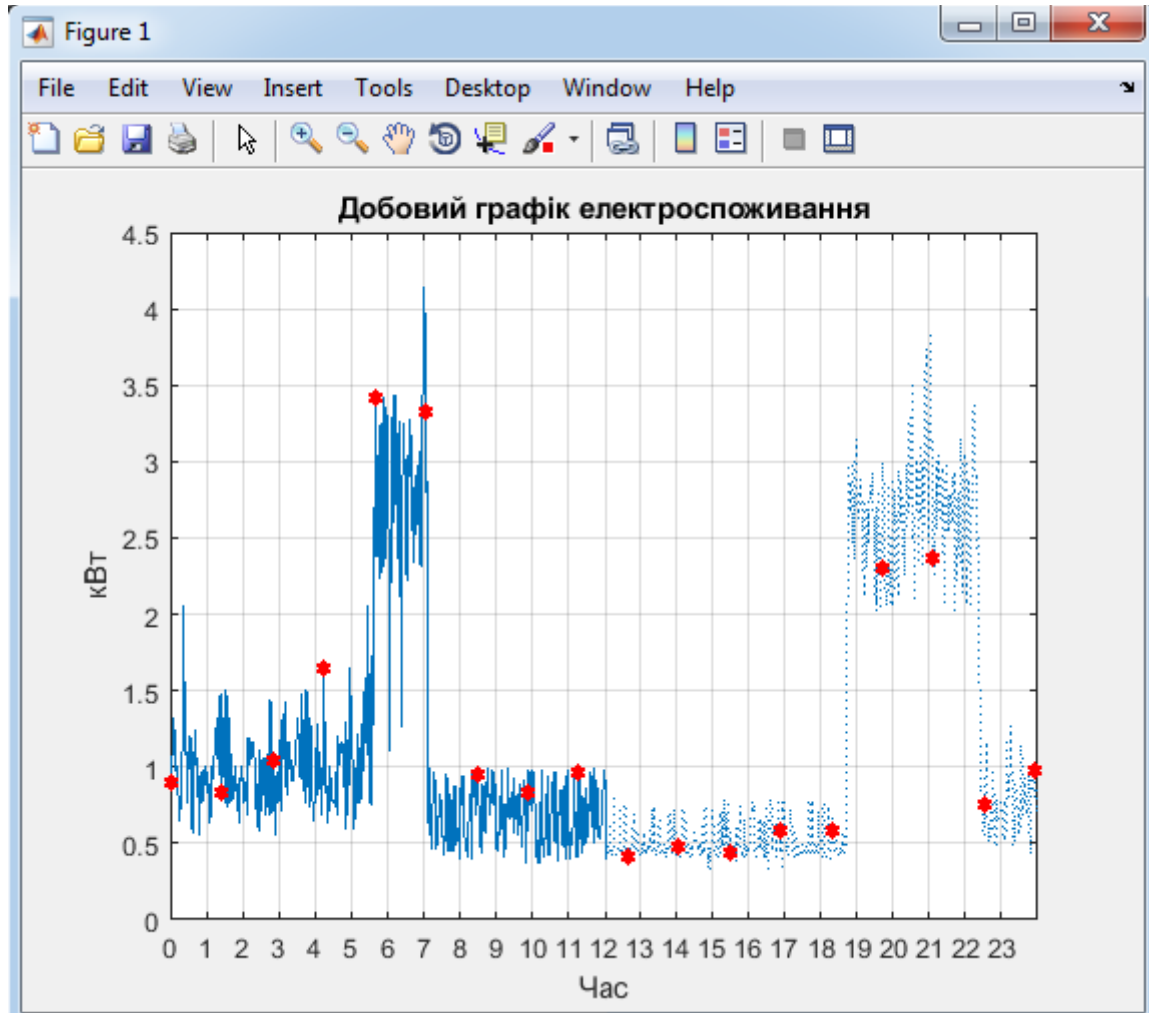 Figure 1
File Edit View Insert Tools Desktop Window Help
Добовий графік електроспоживання
4.5
4
3.5
3
2.5
2
1.5
1
0.5
0
кВт
0 1 2 3 4 5 6 7 8 9 10 11 12 13 14 15 16 17 18 19 20 21 22 23
Час